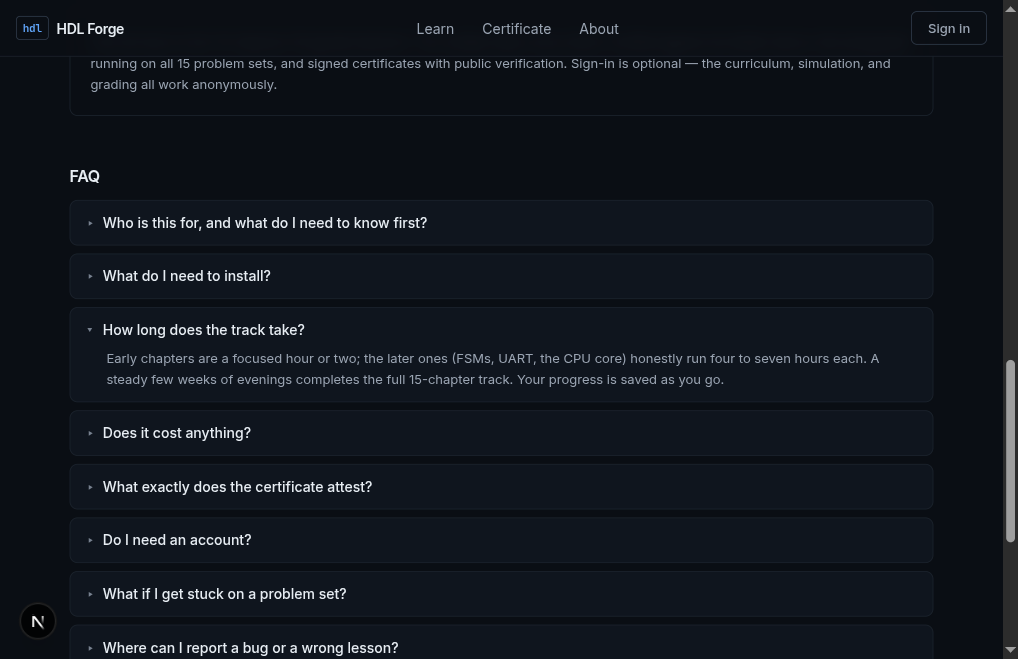 hdl HDL Forge Learn Certificate About Sign in
running on all 15 problem sets, and signed certificates with public verification. Sign-in is optional — the curriculum, simulation, and
grading all work anonymously.
FAQ
▸ Who is this for, and what do I need to know first?
▸ What do I need to install?
▾ How long does the track take?
Early chapters are a focused hour or two; the later ones (FSMs, UART, the CPU core) honestly run four to seven hours each. A
steady few weeks of evenings completes the full 15-chapter track. Your progress is saved as you go.
▸ Does it cost anything?
▸ What exactly does the certificate attest?
▸ Do I need an account?
▸ What if I get stuck on a problem set?
N
▸ Where can I report a bug or a wrong lesson?